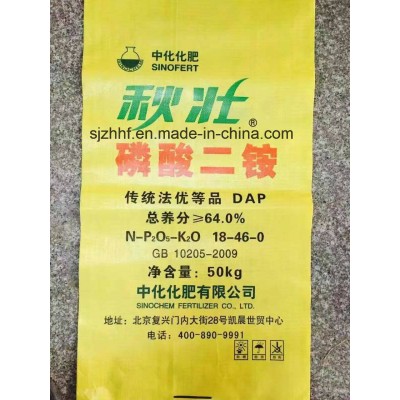 中化化肥
SINOFERT
秋壮®
sjzhhf.en.made-in-china.com
磷酸二铵
传统法优等品 DAP
总养分≥64.0%
N-P₂O₅-K₂O 18-46-0
GB 10205-2009
净含量: 50kg
中化化肥有限公司
SINOCHEM FERTILIZER CO., LTD.
地址: 北京复兴门内大街28号凯晨世贸中心
电话: 400-890-9991